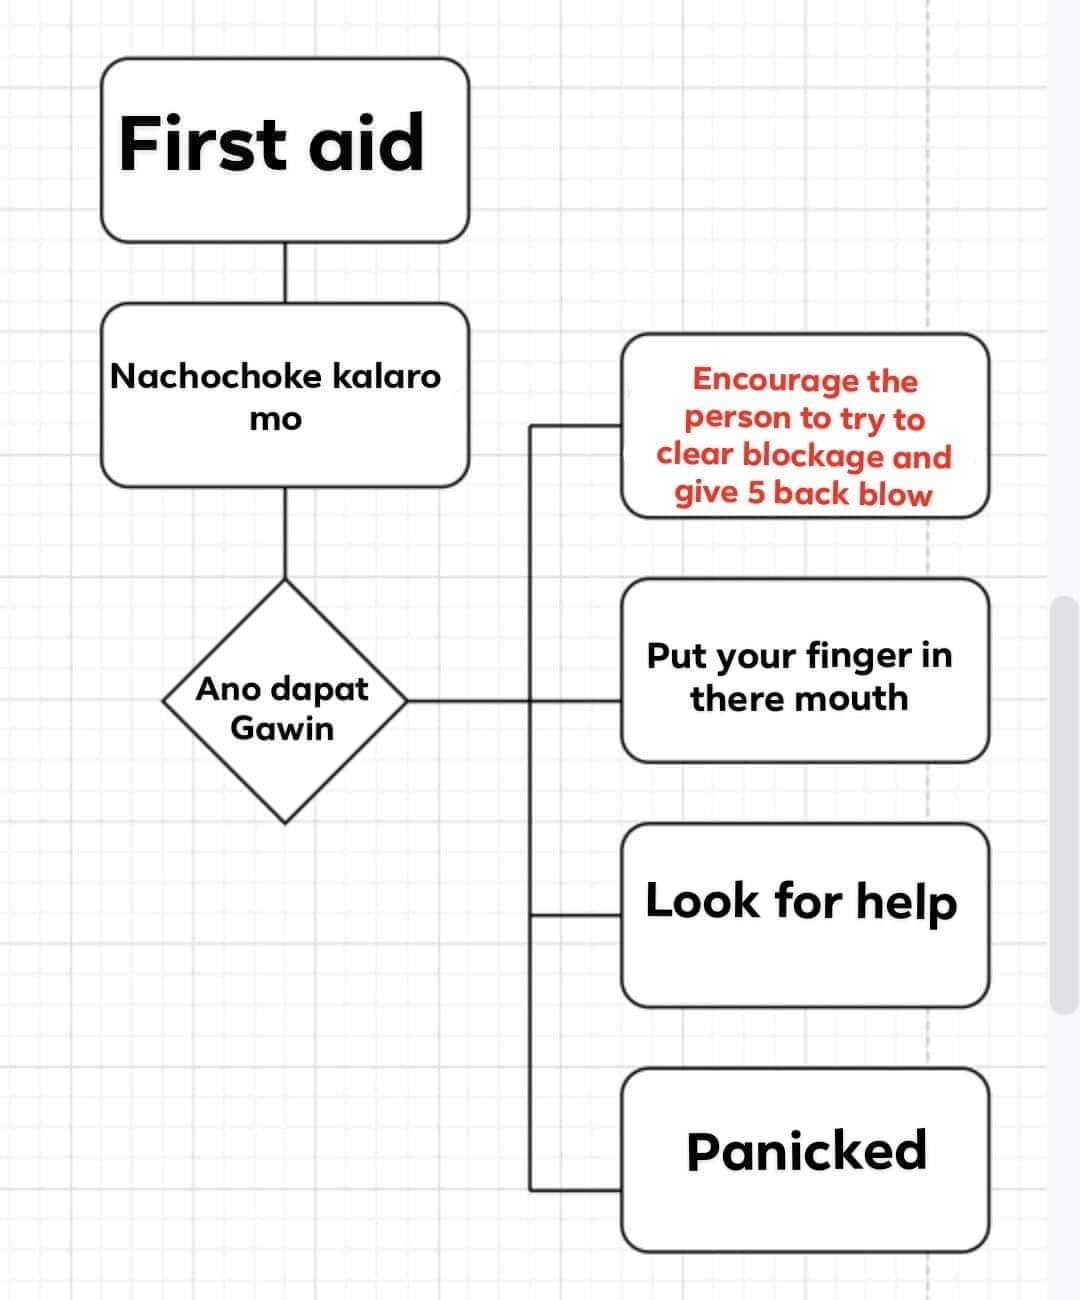 First aid
Nachochoke kalaro
mo
Ano dapat
Gawin
Encourage the
person to try to
clear blockage and
give 5 back blow
Put your finger in
there mouth
Look for help
Panicked